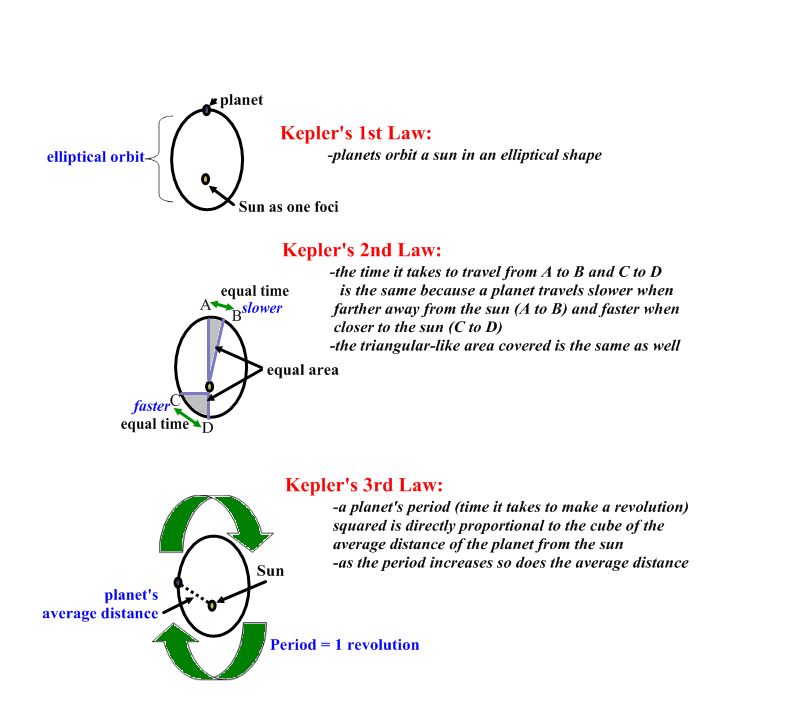 planet
Kepler's 1st Law:
elliptical orbit
-planets orbit a sun in an elliptical shape
Sun as one foci
Kepler's 2nd Law:
-the time it takes to travel from A to B and C to D
is the same because a planet travels slower when
farther away from the sun (A to B) and faster when
closer to the sun (C to D)
-the triangular-like area covered is the same as well
equal time
A
B
slower
equal area
C
faster
equal time
D
Kepler's 3rd Law:
-a planet's period (time it takes to make a revolution)
squared is directly proportional to the cube of the
average distance of the planet from the sun
-as the period increases so does the average distance
Sun
planet's
average distance
Period = 1 revolution